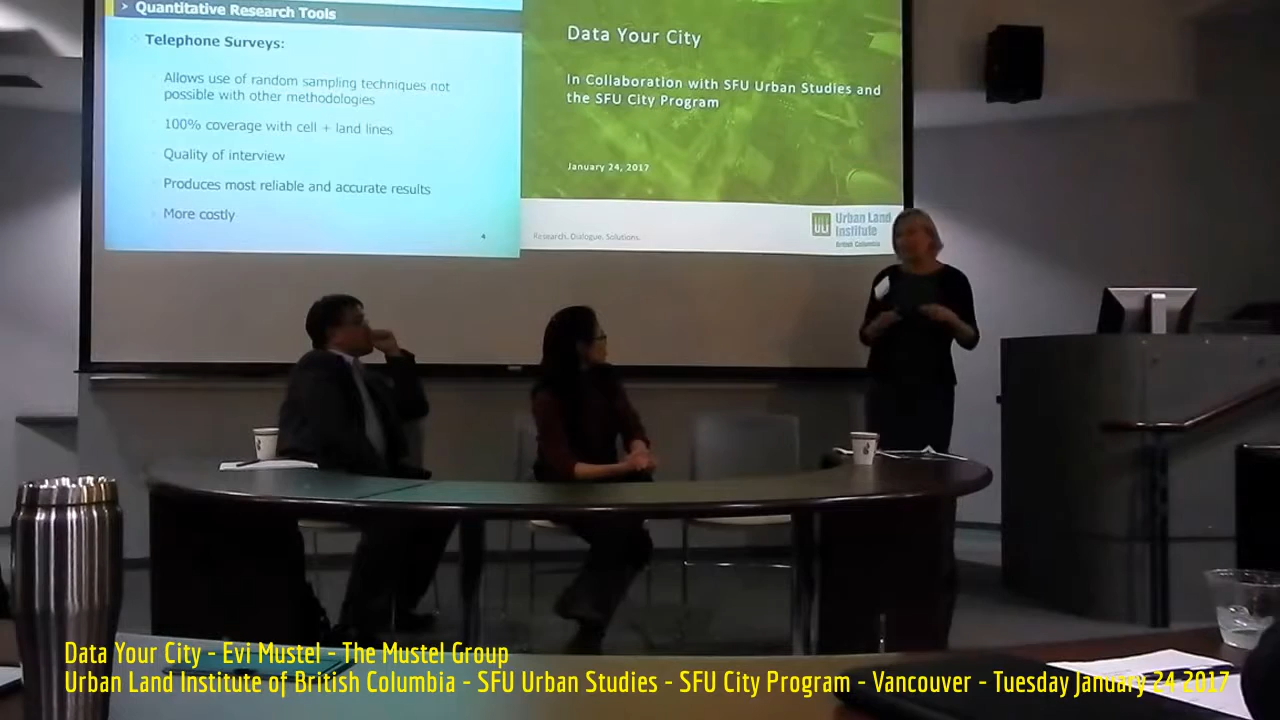 > Quantitative Research Tools
Telephone Surveys:
Allows use of random sampling techniques not
possible with other methodologies
100% coverage with cell + land lines
Quality of interview
Produces most reliable and accurate results
More costly
4
Data Your City
In Collaboration with SFU Urban Studies and
the SFU City Program
January 24, 2017
Research. Dialogue. Solutions.
ULI
Urban Land
Institute
British Columbia
Data Your City - Evi Mustel - The Mustel Group
Urban Land Institute of British Columbia - SFU Urban Studies - SFU City Program - Vancouver - Tuesday January 24 2017